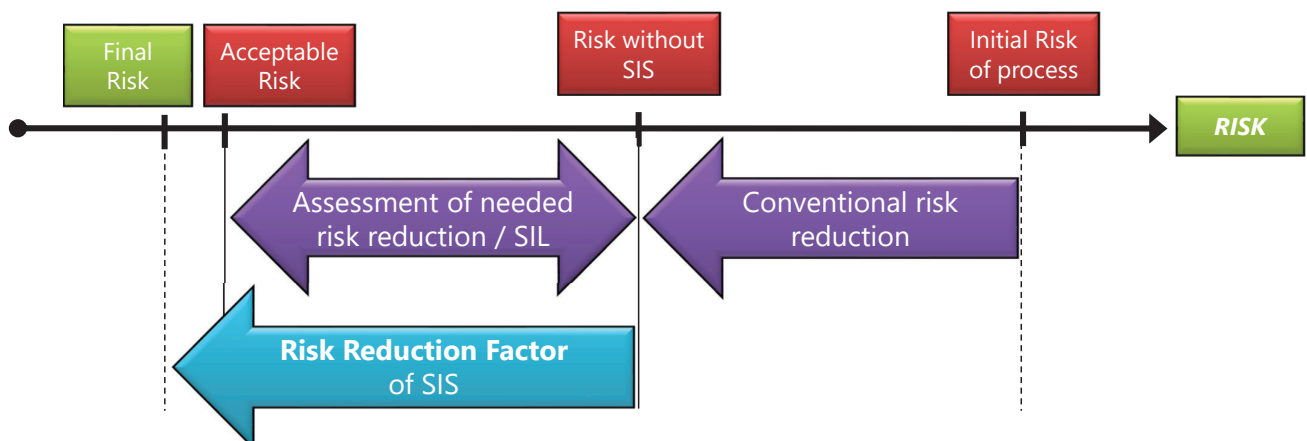 Final
Risk
Acceptable
Risk
Risk without
SIS
Initial Risk
of process
RISK
Assessment of needed
risk reduction / SIL
Conventional risk
reduction
Risk Reduction Factor
of SIS